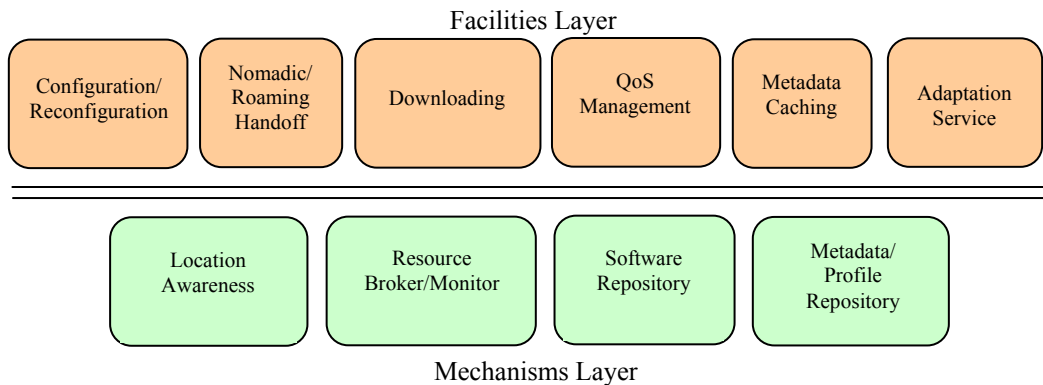 Facilities Layer
Configuration/
Reconfiguration
Nomadic/
Roaming
Handoff
Downloading
QoS
Management
Metadata
Caching
Adaptation
Service
Location
Awareness
Resource
Broker/Monitor
Software
Repository
Metadata/
Profile
Repository
Mechanisms Layer